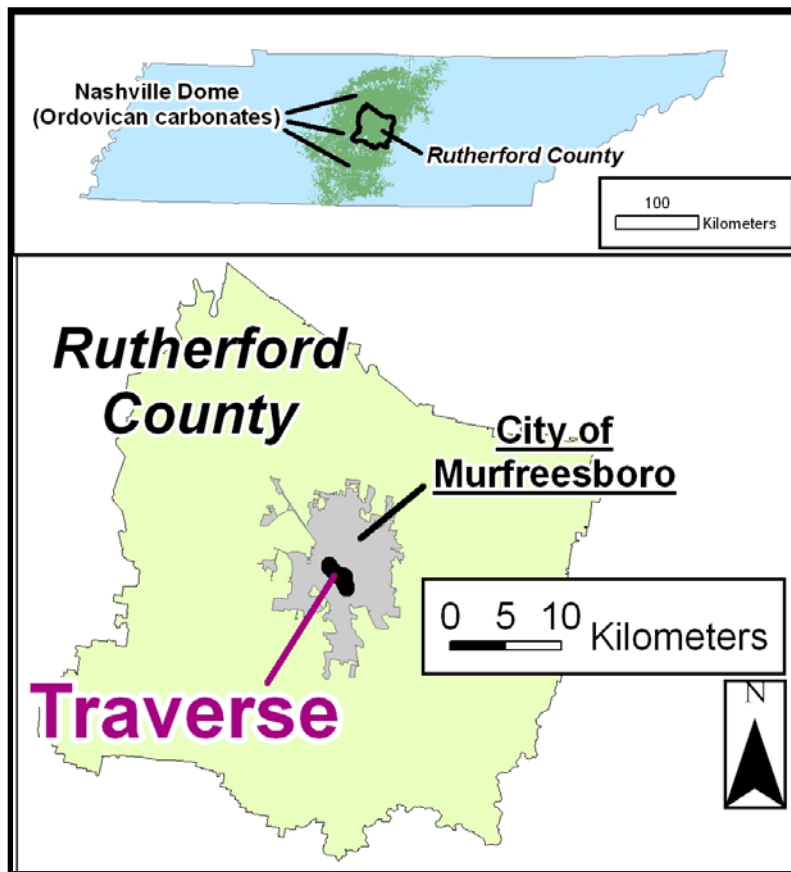 Nashville Dome
(Ordovican carbonates)
Rutherford County
100
Kilometers
Rutherford
County
City of
Murfreesboro
0 5 10 Kilometers
Traverse
N